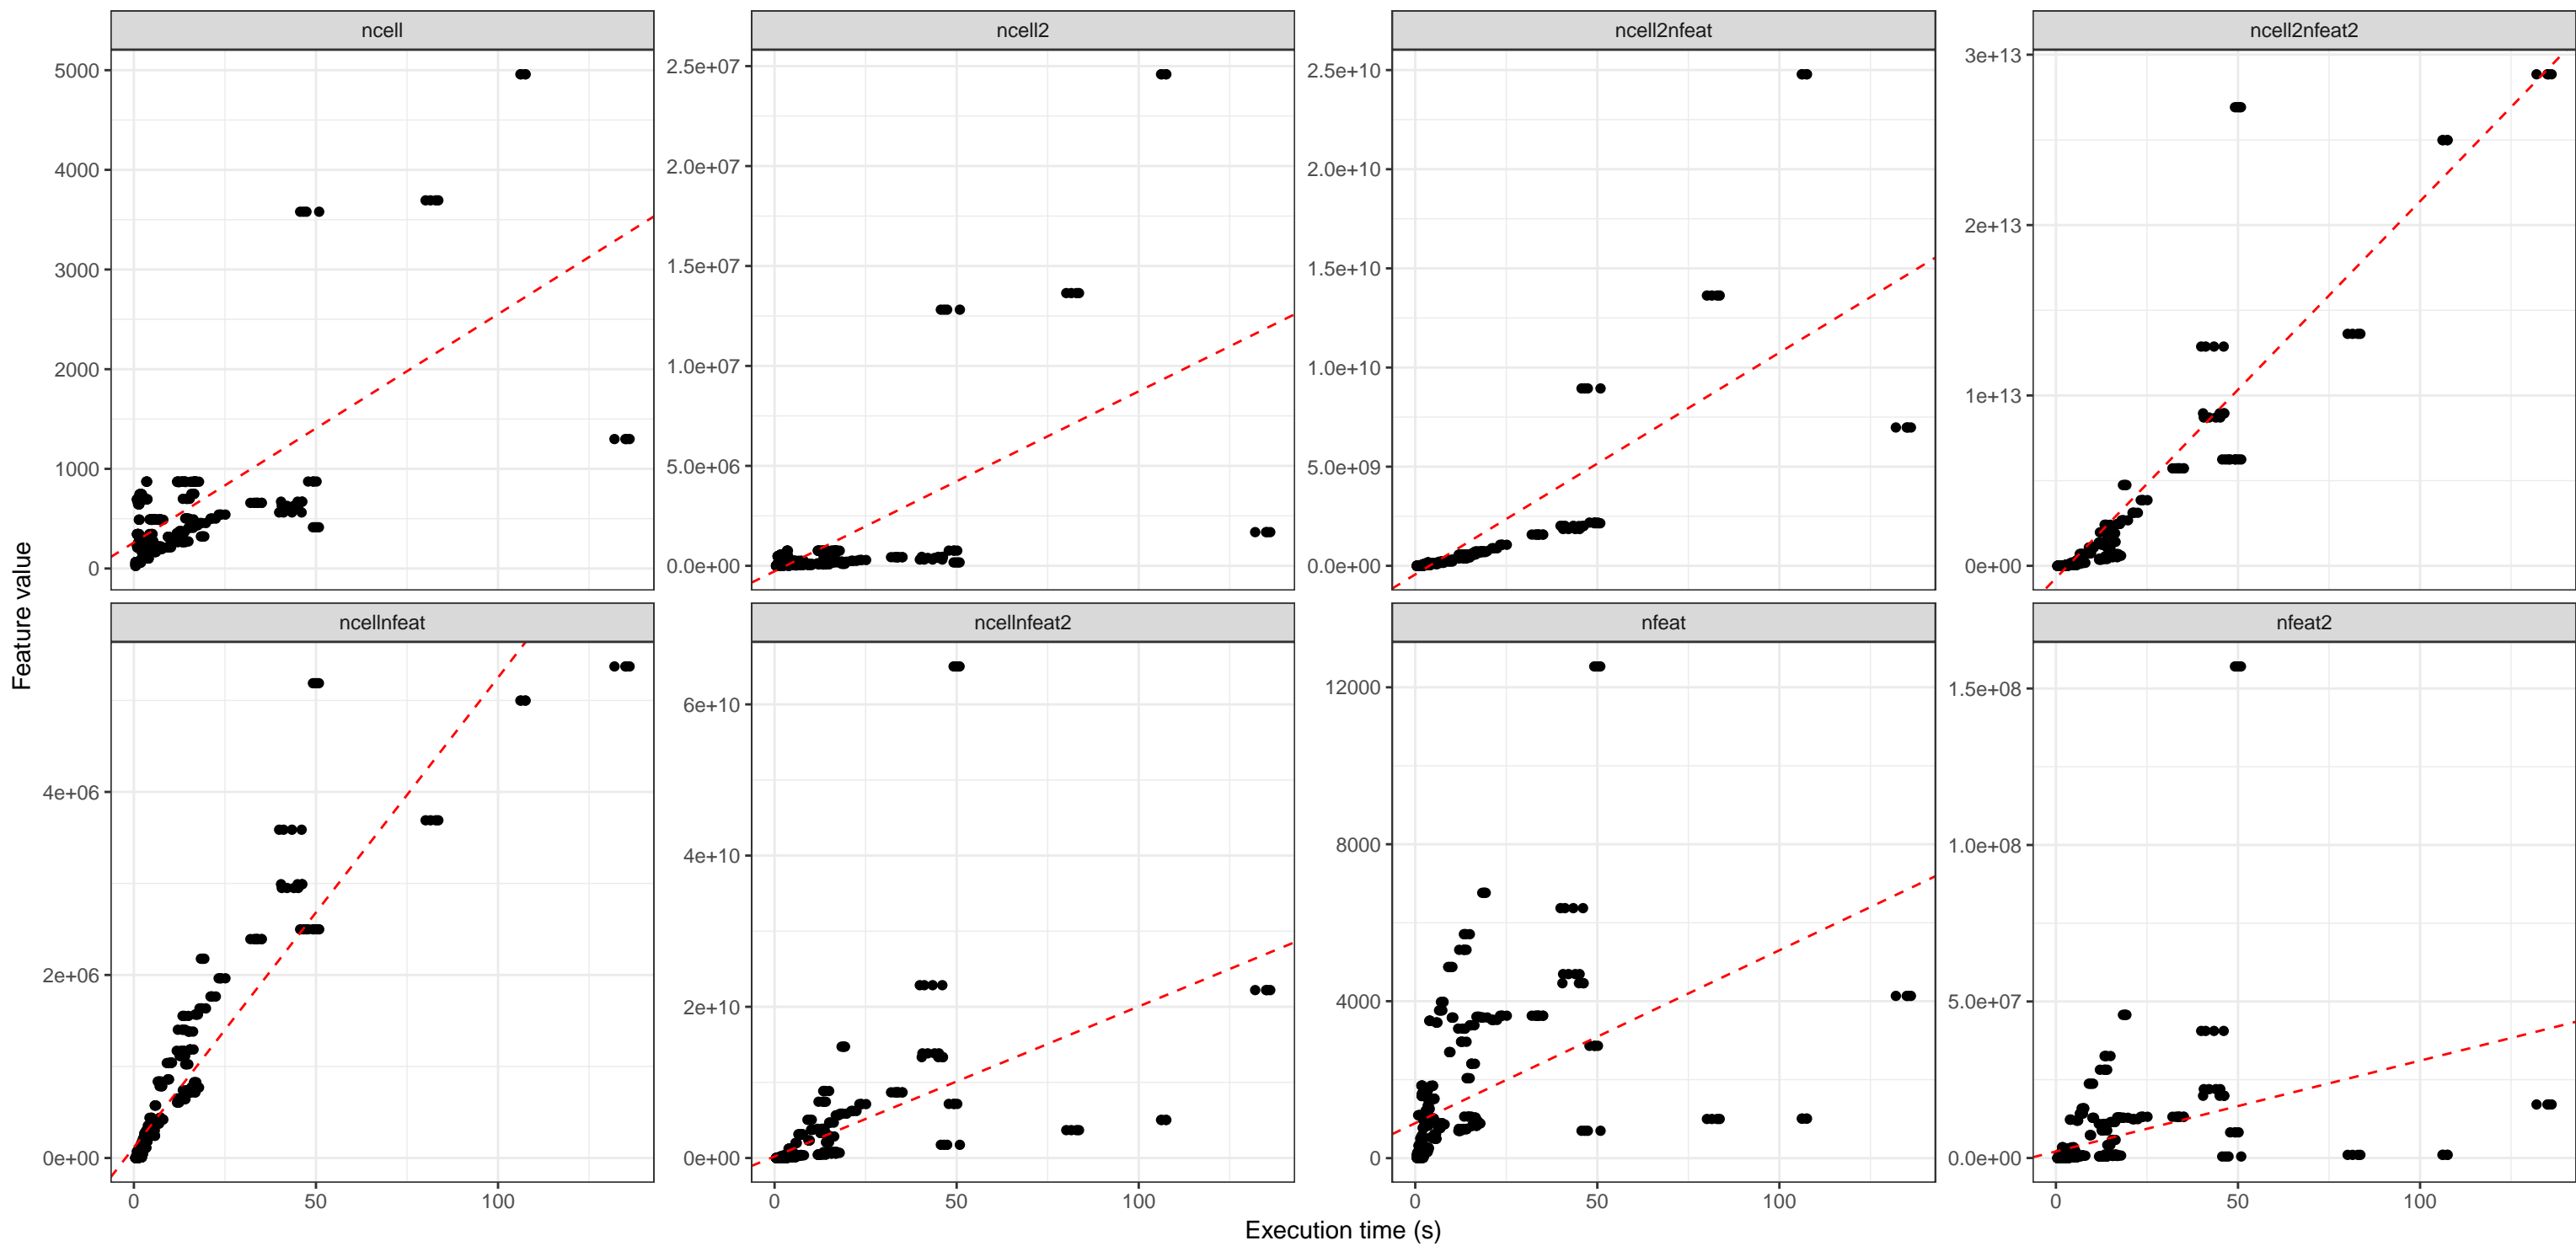 ncell
ncell2
ncell2nfeat
ncell2nfeat2
5000
4000
3000
2000
1000
0
2.5e+07
2.0e+07
1.5e+07
1.0e+07
5.0e+06
0.0e+00
2.5e+10
2.0e+10
1.5e+10
1.0e+10
5.0e+09
0.0e+00
3e+13
2e+13
1e+13
0e+00
Feature value
ncellnfeat
ncellnfeat2
nfeat
nfeat2
4e+06
2e+06
0e+00
6e+10
4e+10
2e+10
0e+00
12000
8000
4000
0
1.5e+08
1.0e+08
5.0e+07
0.0e+00
0 50 100
0 50 100
0 50 100
0 50 100
Execution time (s)